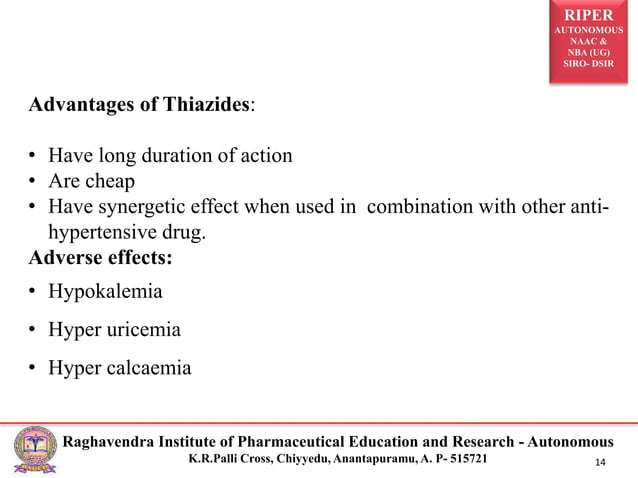 RIPER
AUTONOMOUS
NAAC &
NBA (UG)
SIRO- DSIR
Advantages of Thiazides:
• Have long duration of action
• Are cheap
• Have synergetic effect when used in combination with other anti-
hypertensive drug.
Adverse effects:
• Hypokalemia
• Hyper uricemia
• Hyper calcaemia
Raghavendra Institute of Pharmaceutical Education and Research - Autonomous
K.R.Palli Cross, Chiyyedu, Anantapuramu, A. P- 515721
14